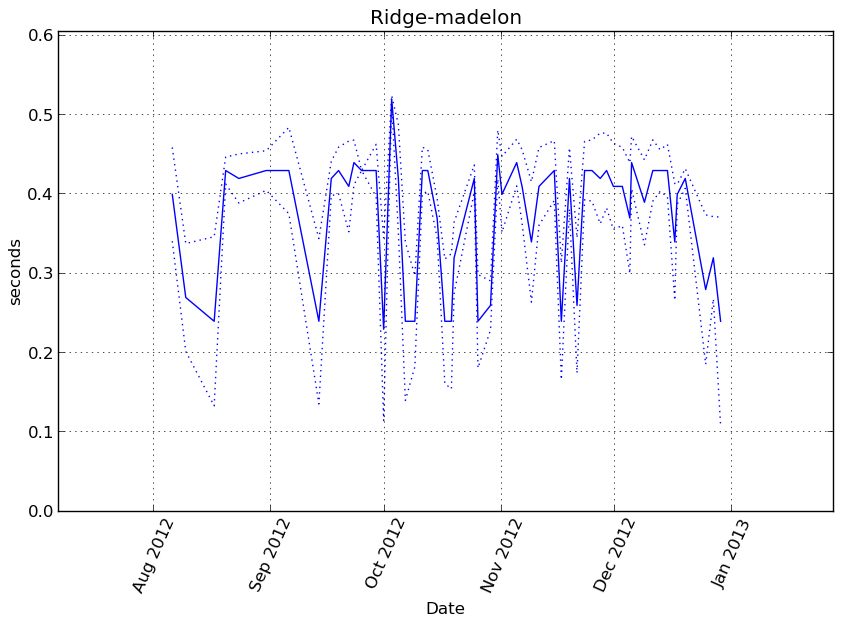 Ridge-madelon
0.6
0.5
0.4
0.3
0.2
0.1
0.0
seconds
Aug 2012
Sep 2012
Oct 2012
Nov 2012
Dec 2012
Jan 2013
Date